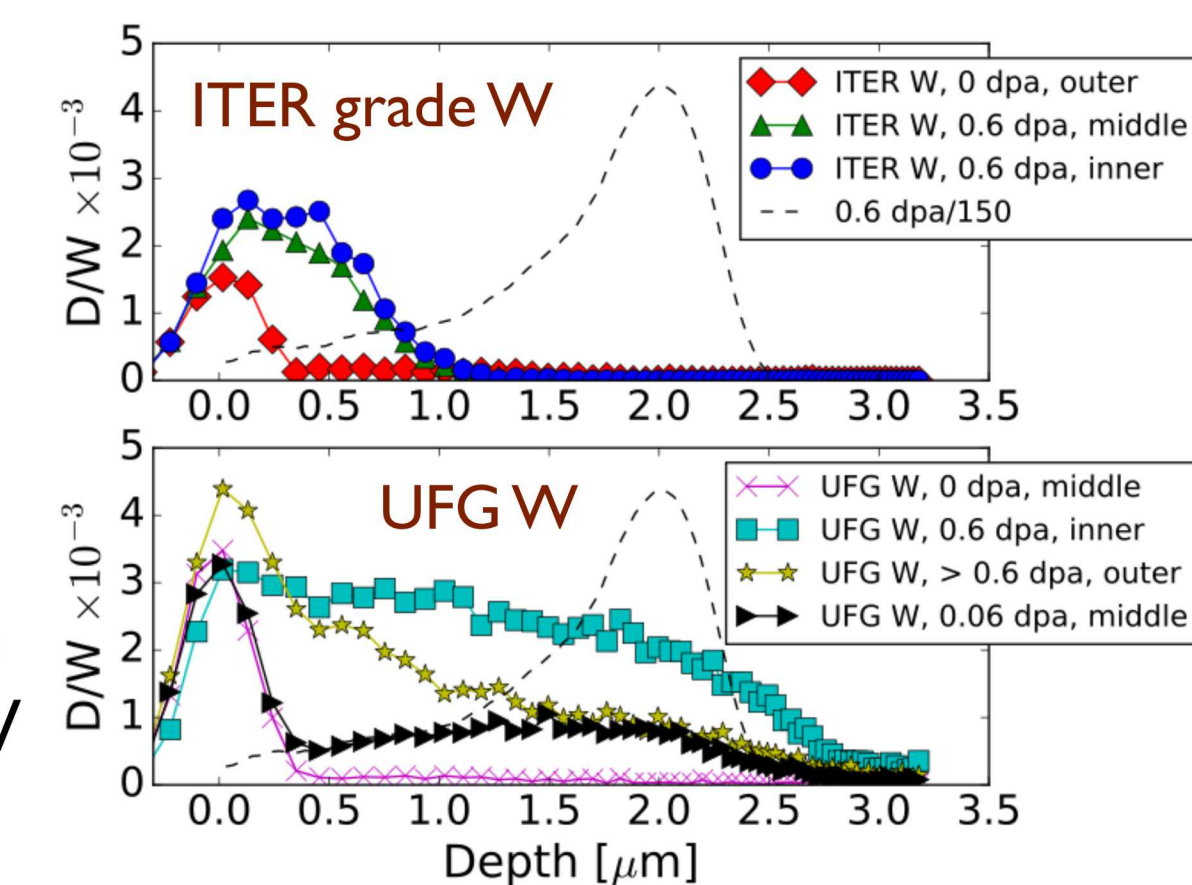 5
4
3
2
1
0
D/W ×10⁻³
ITER grade W
ITER W, 0 dpa, outer
ITER W, 0.6 dpa, middle
ITER W, 0.6 dpa, inner
0.6 dpa/150
0.0 0.5 1.0 1.5 2.0 2.5 3.0 3.5
5
4
3
2
1
0
D/W ×10⁻³
UFG W
UFG W, 0 dpa, middle
UFG W, 0.6 dpa, inner
UFG W, > 0.6 dpa, outer
UFG W, 0.06 dpa, middle
0.0 0.5 1.0 1.5 2.0 2.5 3.0 3.5
Depth [μm]